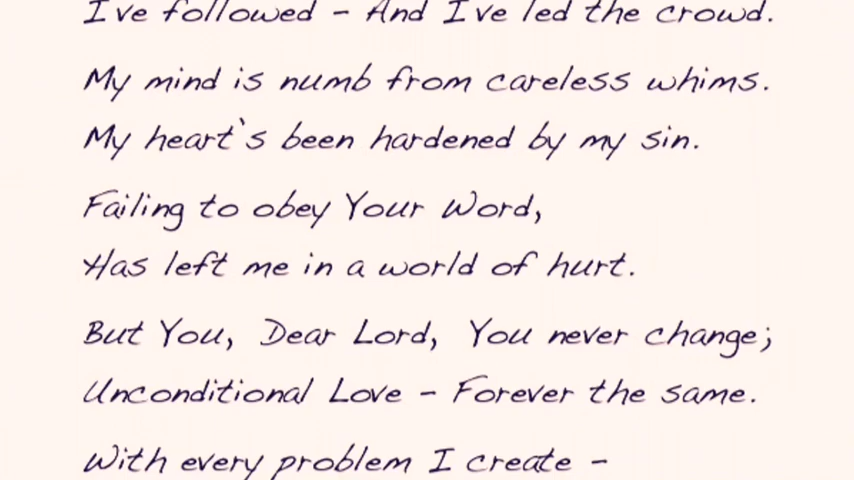 I've followed - And I've led the crowd.
My mind is numb from careless whims.
My heart's been hardened by my sin.
Failing to obey Your Word,
Has left me in a world of hurt.
But You, Dear Lord, You never change;
Unconditional Love - Forever the same.
With every problem I create -